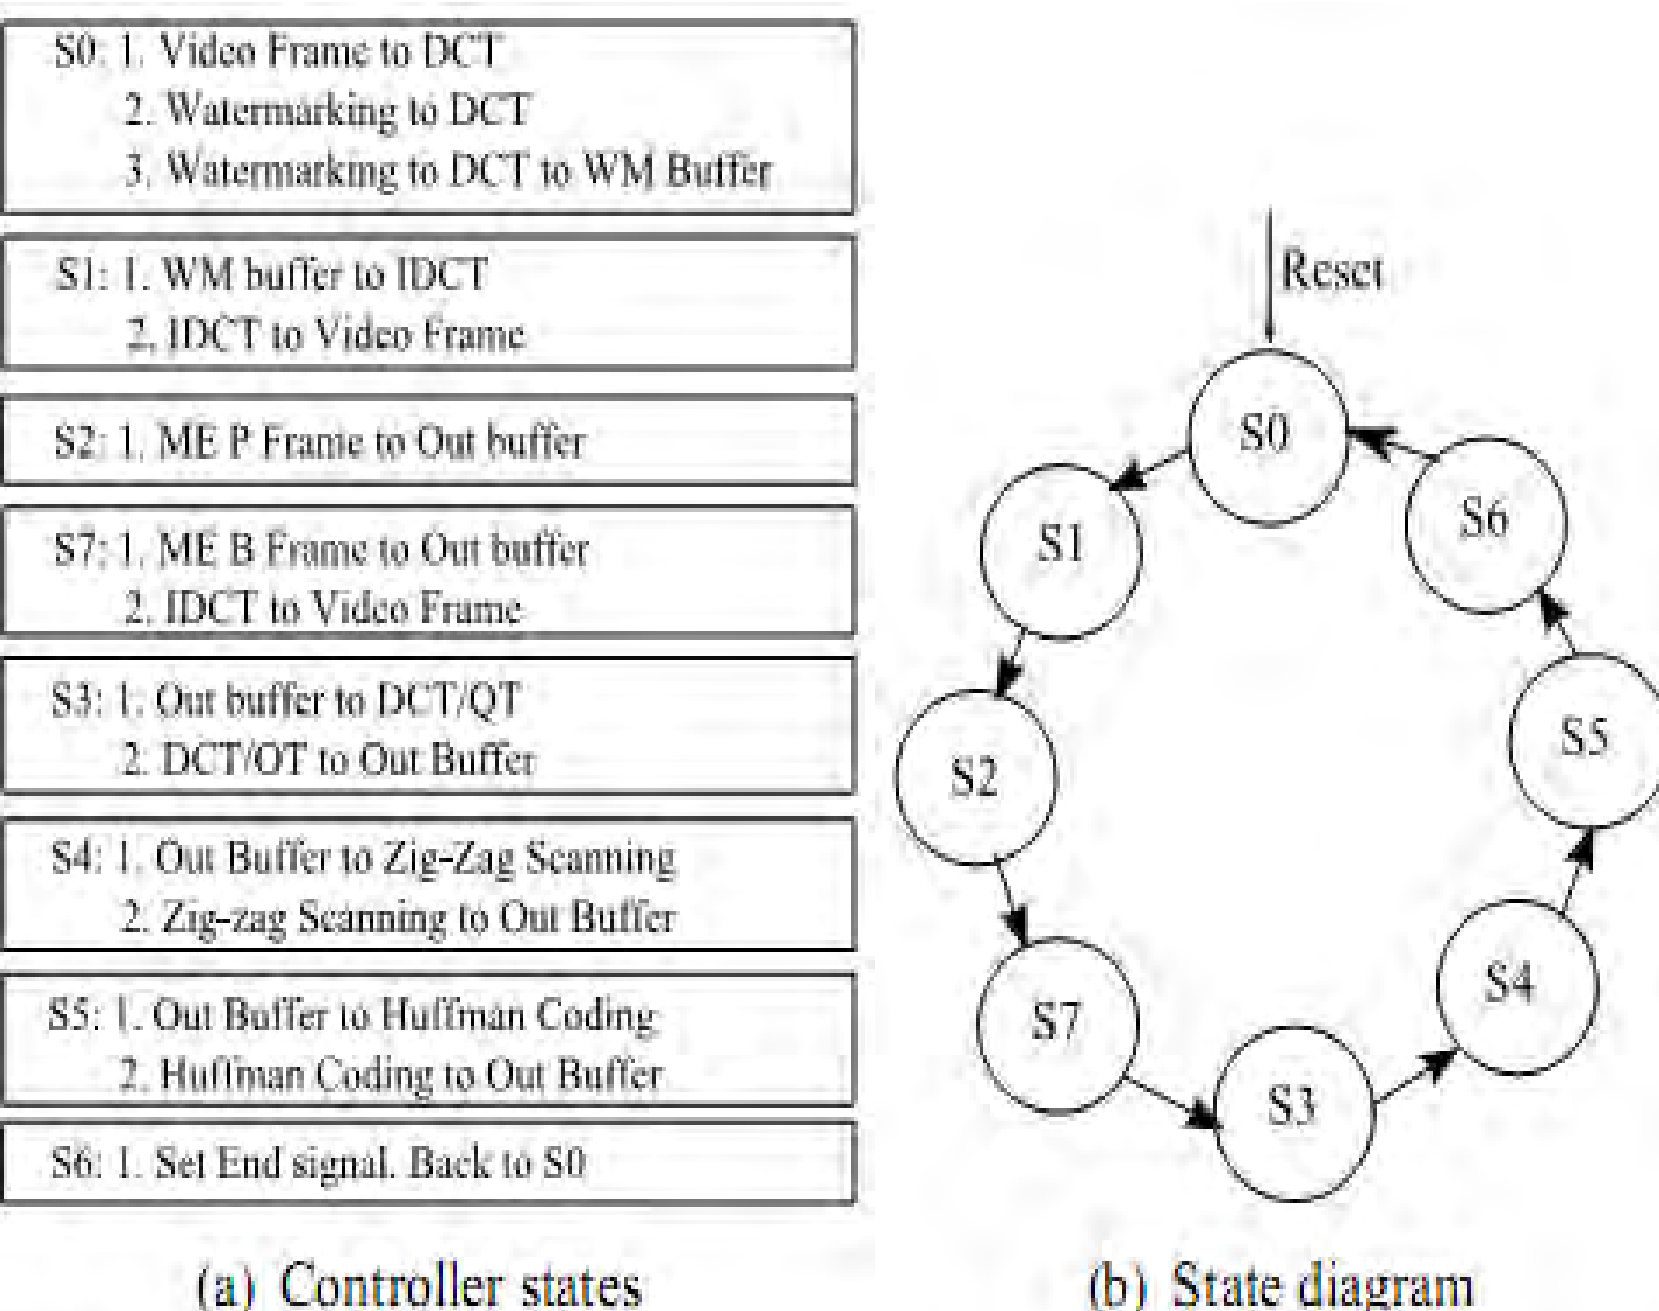 S0: 1. Video Frame to DCT
2. Watermarking to DCT
3. Watermarking to DCT to WM Buffer
S1: 1. WM buffer to IDCT
2. IDCT to Video Frame
S2: 1. ME P Frame to Out buffer
S7: 1. ME B Frame to Out buffer
2. IDCT to Video Frame
S3: 1. Out buffer to DCT/QT
2. DCT/QT to Out Buffer
S4: 1. Out Buffer to Zig-Zag Scanning
2. Zig-zag Scanning to Out Buffer
S5: 1. Out Buffer to Huffman Coding
2. Huffman Coding to Out Buffer
S6: 1. Set End signal. Back to S0
(a) Controller states
Reset
S0
S1
S6
S2
S5
S7
S4
S3
(b) State diagram